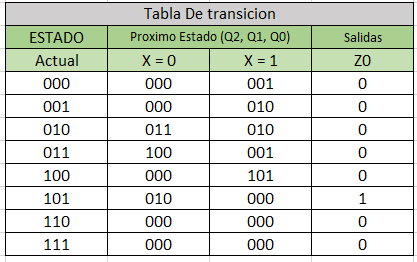 Tabla De transicion
ESTADO Proximo Estado (Q2, Q1, Q0) Salidas
Actual X = 0 X = 1 Z0
000 000 001 0
001 000 010 0
010 011 010 0
011 100 001 0
100 000 101 0
101 010 000 1
110 000 000 0
111 000 000 0